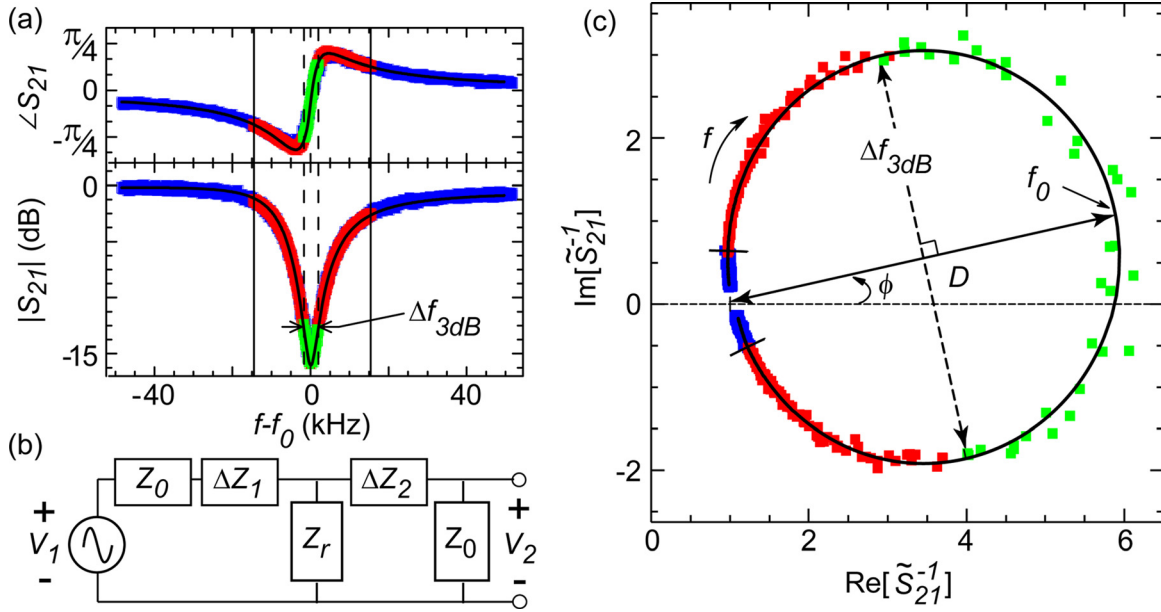 (a)
π/4
0
-π/4
∠S21
0
-15
|S21| (dB)
Δf3dB
-40 0 40
f-f0 (kHz)
(b)
Z0 ΔZ1 ΔZ2
+ V1 -
Zr Z0
+ V2 -
(c)
2
0
-2
Im[S̃21^-1]
f
Δf3dB
f0
ϕ
D
0 1 2 4 6
Re[S̃21^-1]